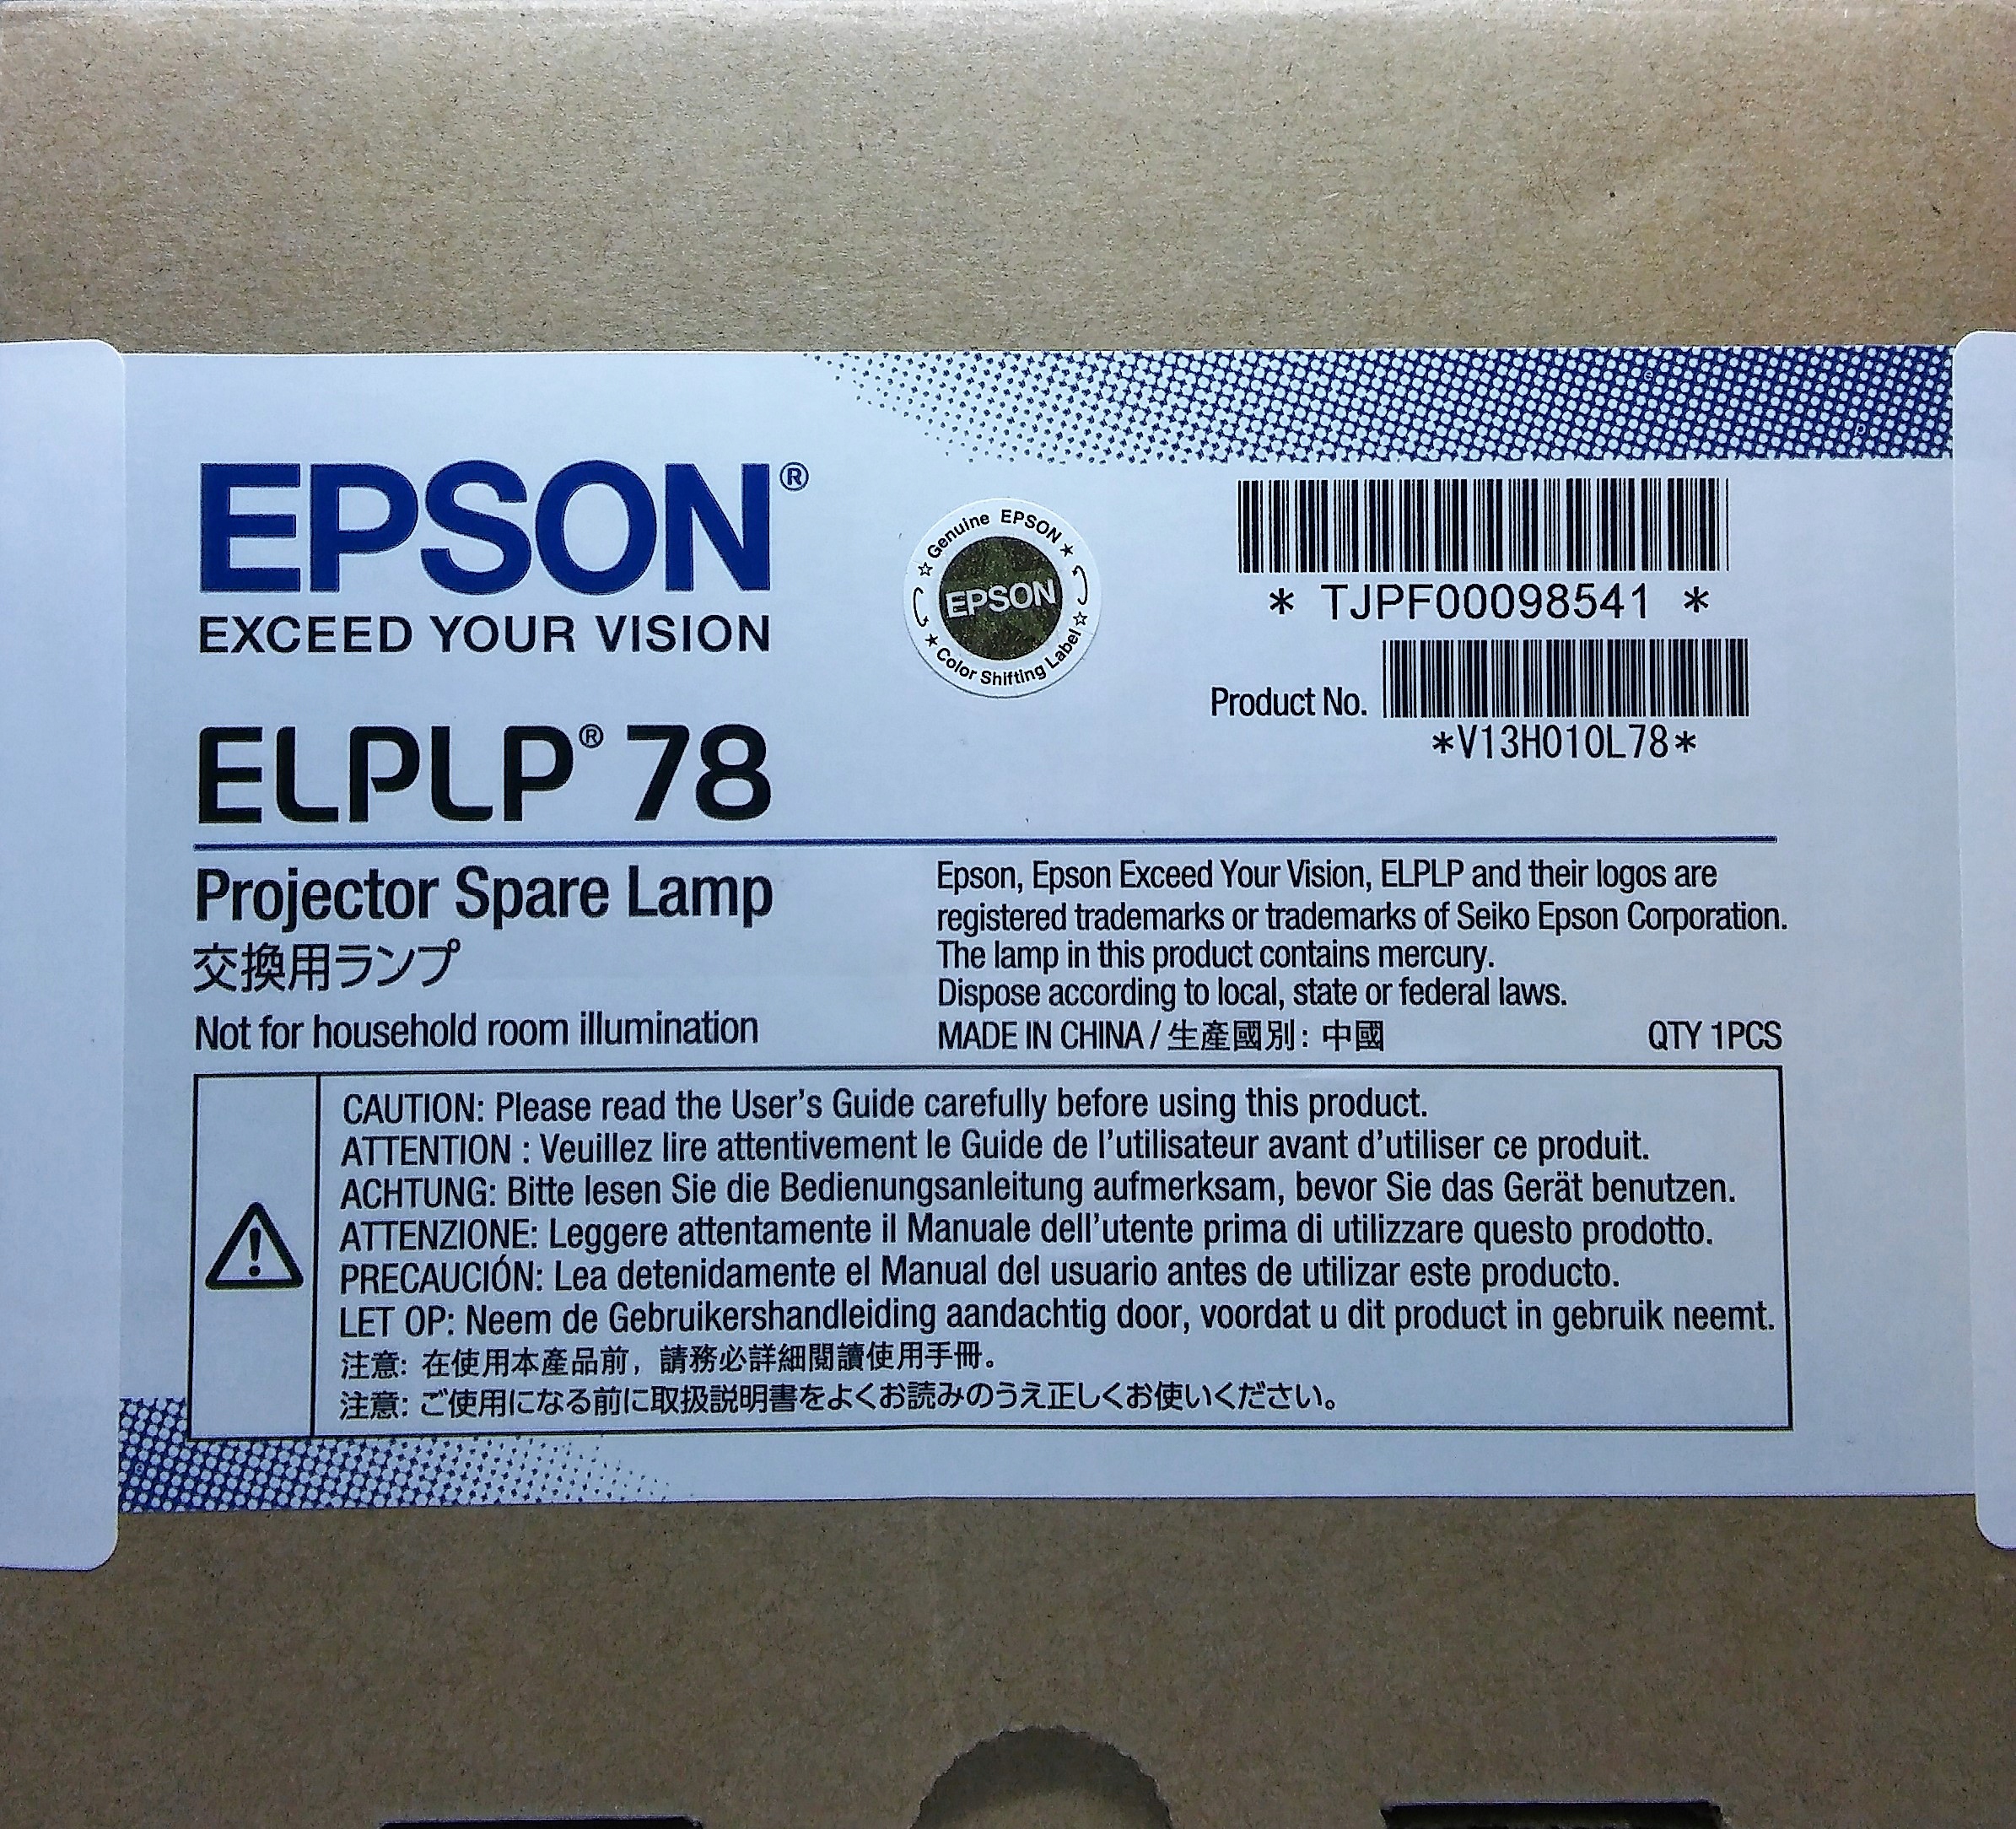 EPSON®
EXCEED YOUR VISION
ELPLP® 78
☆ Genuine EPSON ★
EPSON
★ Color Shifting Label ☆
* TJPF00098541 *
Product No.
*V13H010L78*
Projector Spare Lamp
交換用ランプ
Not for household room illumination
Epson, Epson Exceed Your Vision, ELPLP and their logos are
registered trademarks or trademarks of Seiko Epson Corporation.
The lamp in this product contains mercury.
Dispose according to local, state or federal laws.
MADE IN CHINA / 生產國別: 中國
QTY 1PCS
CAUTION: Please read the User's Guide carefully before using this product.
ATTENTION : Veuillez lire attentivement le Guide de l'utilisateur avant d'utiliser ce produit.
ACHTUNG: Bitte lesen Sie die Bedienungsanleitung aufmerksam, bevor Sie das Gerät benutzen.
ATTENZIONE: Leggere attentamente il Manuale dell'utente prima di utilizzare questo prodotto.
PRECAUCIÓN: Lea detenidamente el Manual del usuario antes de utilizar este producto.
LET OP: Neem de Gebruikershandleiding aandachtig door, voordat u dit product in gebruik neemt.
注意: 在使用本產品前，請務必詳細閱讀使用手冊。
注意: ご使用になる前に取扱説明書をよくお読みのうえ正しくお使いください。